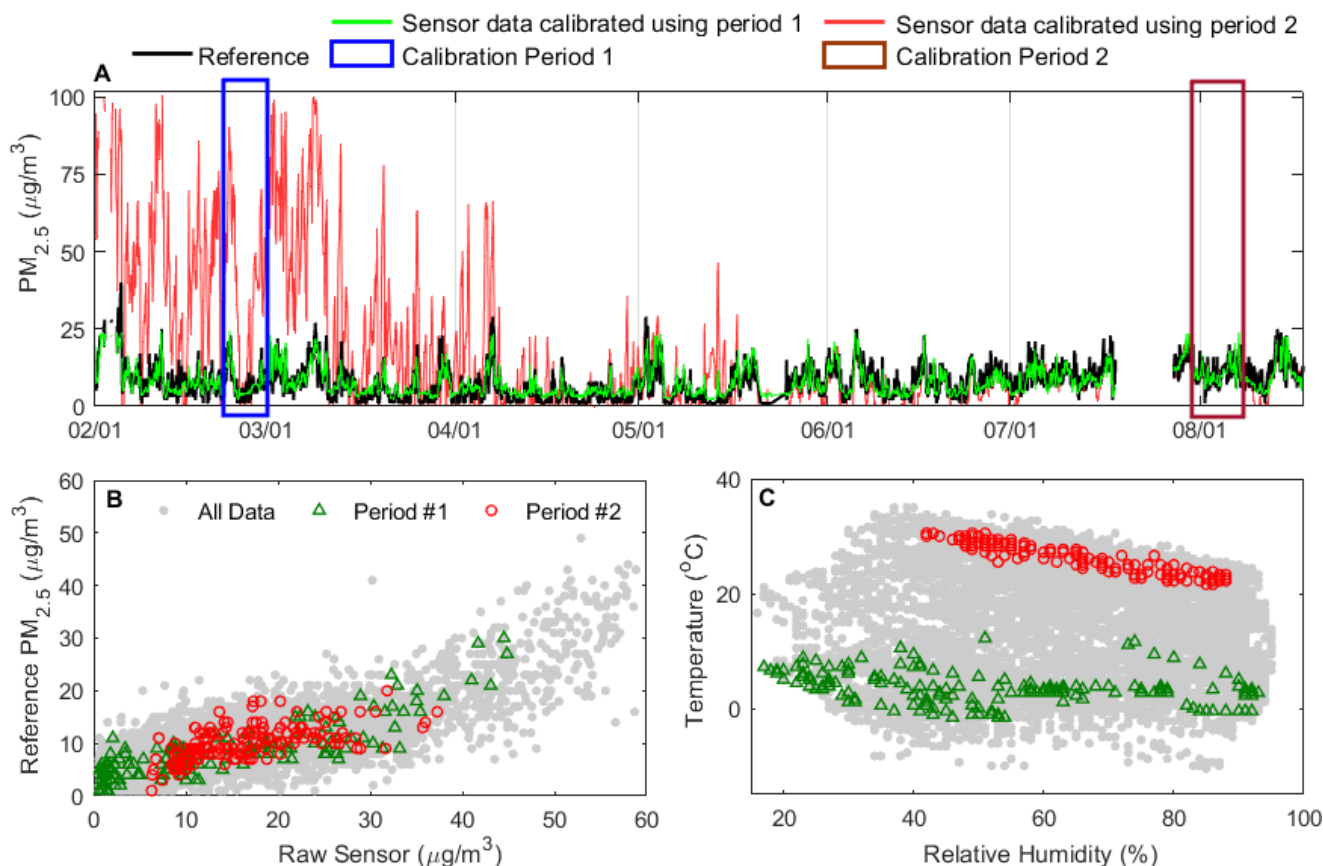 Sensor data calibrated using period 1 Sensor data calibrated using period 2
Reference Calibration Period 1 Calibration Period 2
A
100
75
50
25
0
PM2.5 (μg/m3)
02/01 03/01 04/01 05/01 06/01 07/01 08/01
B All Data Period #1 Period #2
60
50
40
30
20
10
0
Reference PM2.5 (μg/m3)
0 10 20 30 40 50 60
Raw Sensor (μg/m3)
C
40
20
0
Temperature (oC)
20 40 60 80 100
Relative Humidity (%)